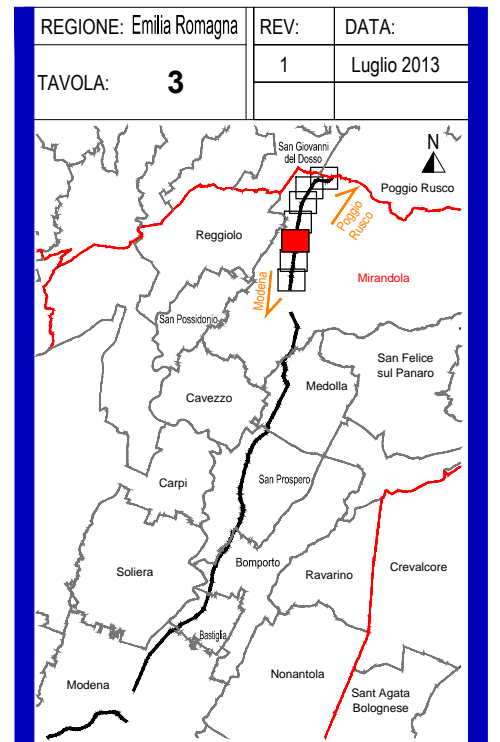 REGIONE: Emilia Romagna
REV:
DATA:
TAVOLA: 3
1
Luglio 2013
San Giovanni
del Dosso
N
Poggio Rusco
Poggio
Rusco
Reggiolo
Modena
Mirandola
San Possidonio
San Felice
sul Panaro
Medolla
Cavezzo
Carpi
San Prospero
Soliera
Bomporto
Ravarino
Crevalcore
Bastiglia
Nonantola
Modena
Sant Agata
Bolognese